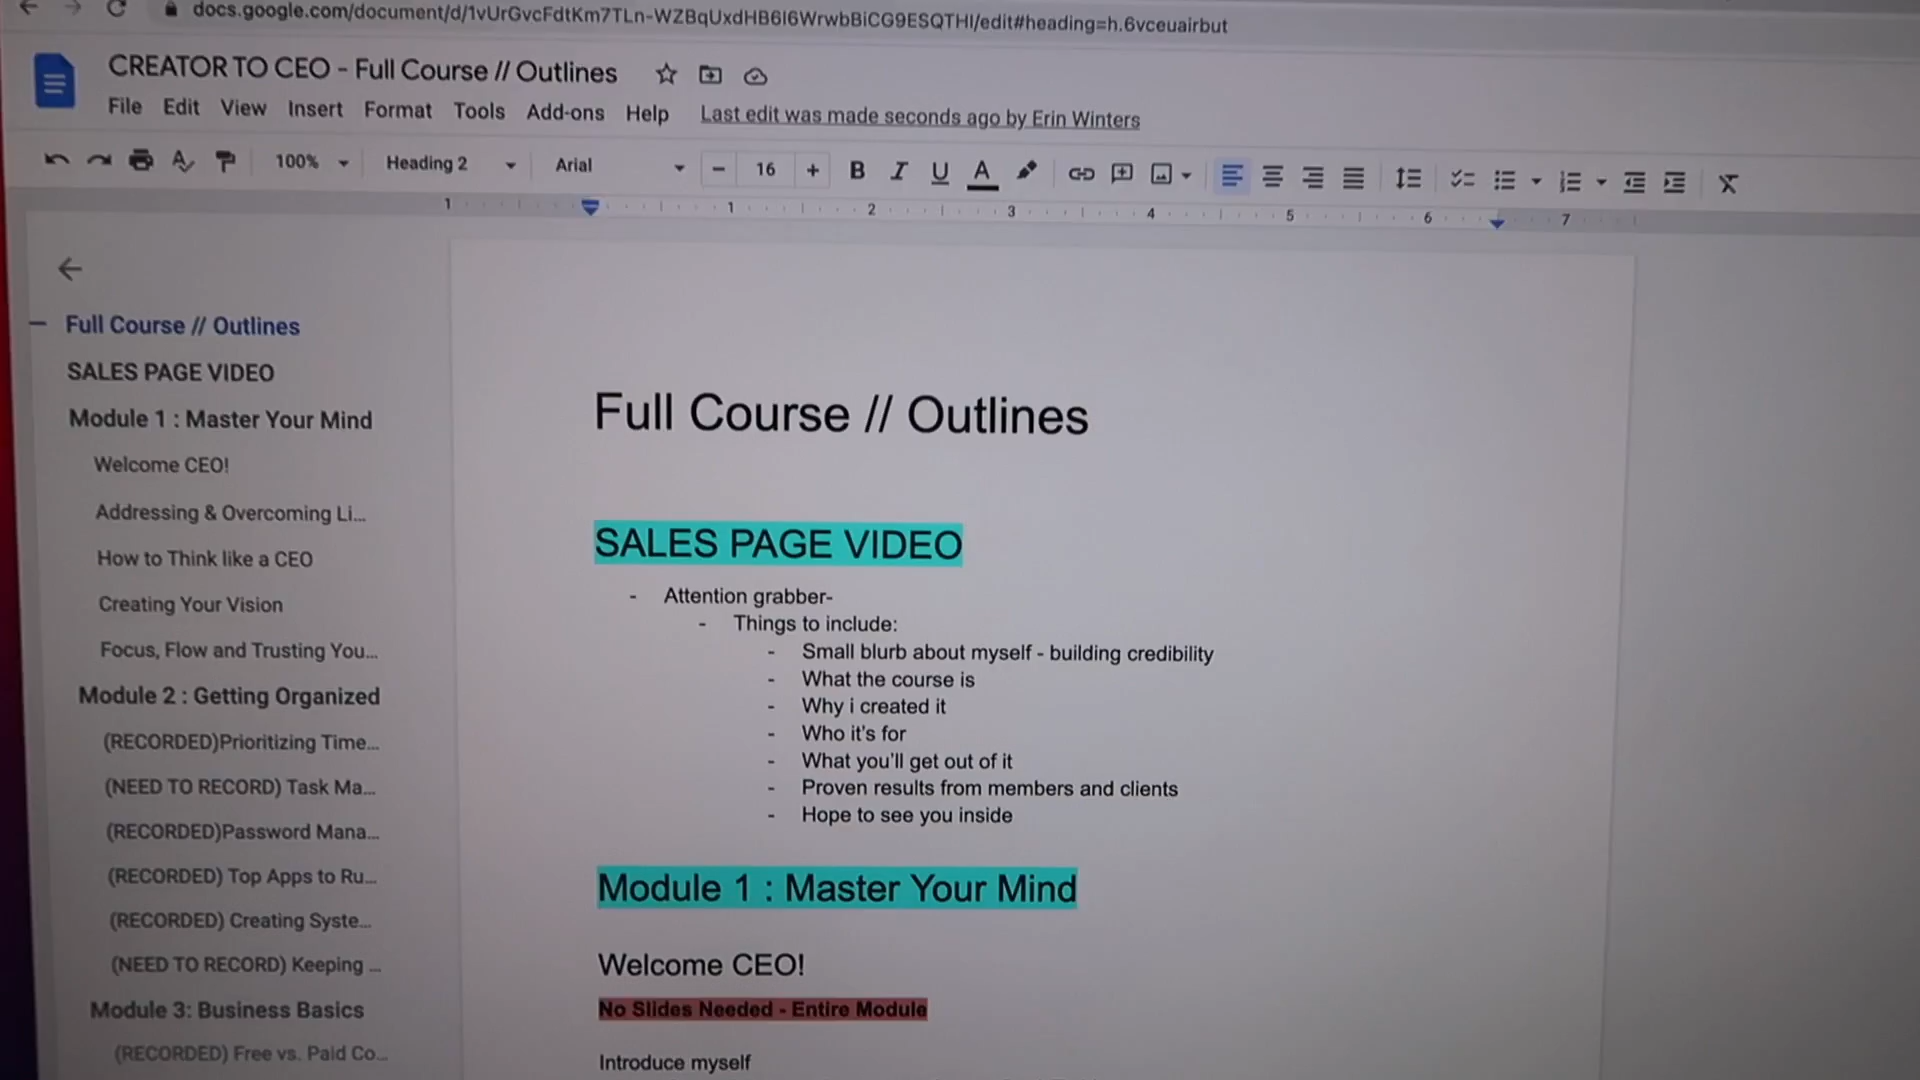 docs.google.com/document/d/1vUrGvcFdtKm7TLn-WZBqUxdHB6I6WrwbBiCG9ESQTHI/edit#heading=h.6vceuairbut
CREATOR TO CEO - Full Course // Outlines
File Edit View Insert Format Tools Add-ons Help Last edit was made seconds ago by Erin Winters
100% Heading 2 Arial - 16 + B I U A
1 1 2 3 4 5 6 7
Full Course // Outlines
SALES PAGE VIDEO
Module 1 : Master Your Mind
Welcome CEO!
Addressing & Overcoming Li...
How to Think like a CEO
Creating Your Vision
Focus, Flow and Trusting You...
Module 2 : Getting Organized
(RECORDED)Prioritizing Time...
(NEED TO RECORD) Task Ma...
(RECORDED)Password Mana...
(RECORDED) Top Apps to Ru...
(RECORDED) Creating Syste...
(NEED TO RECORD) Keeping ...
Module 3: Business Basics
(RECORDED) Free vs. Paid Co...
Full Course // Outlines
SALES PAGE VIDEO
- Attention grabber-
- Things to include:
- Small blurb about myself - building credibility
- What the course is
- Why i created it
- Who it's for
- What you'll get out of it
- Proven results from members and clients
- Hope to see you inside
Module 1 : Master Your Mind
Welcome CEO!
No Slides Needed - Entire Module
Introduce myself